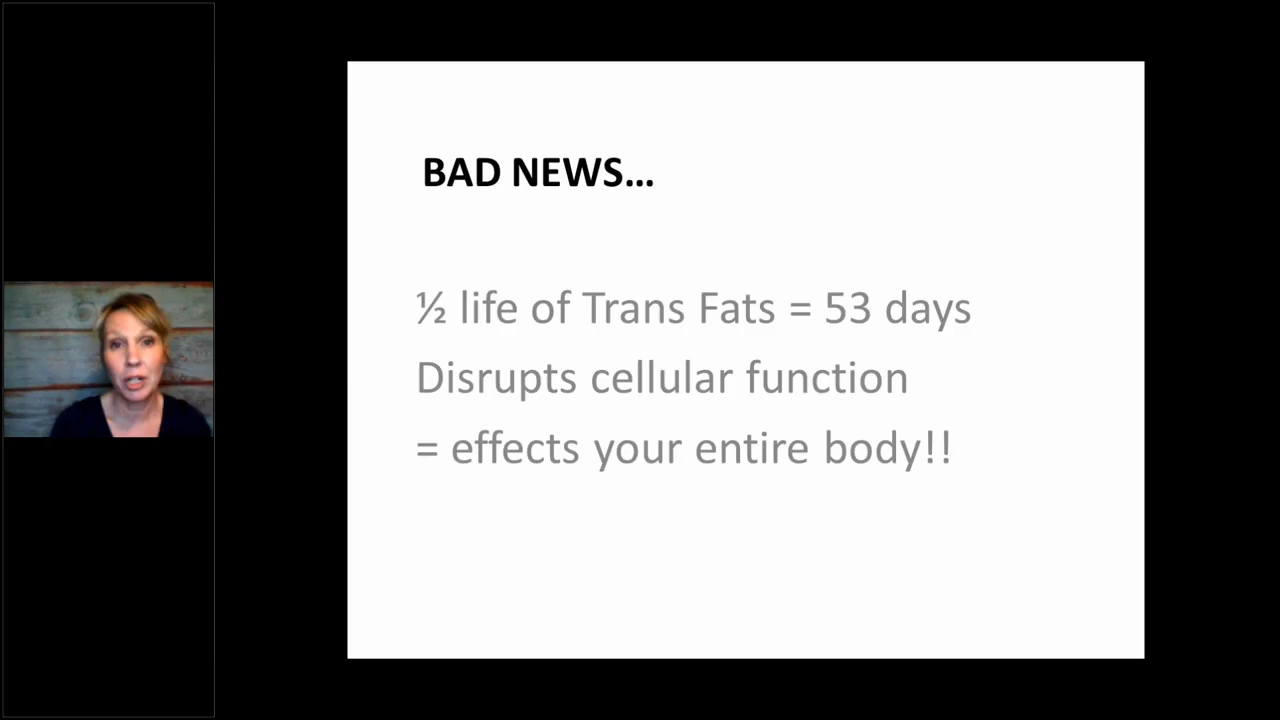 BAD NEWS...
½ life of Trans Fats = 53 days
Disrupts cellular function
= effects your entire body!!